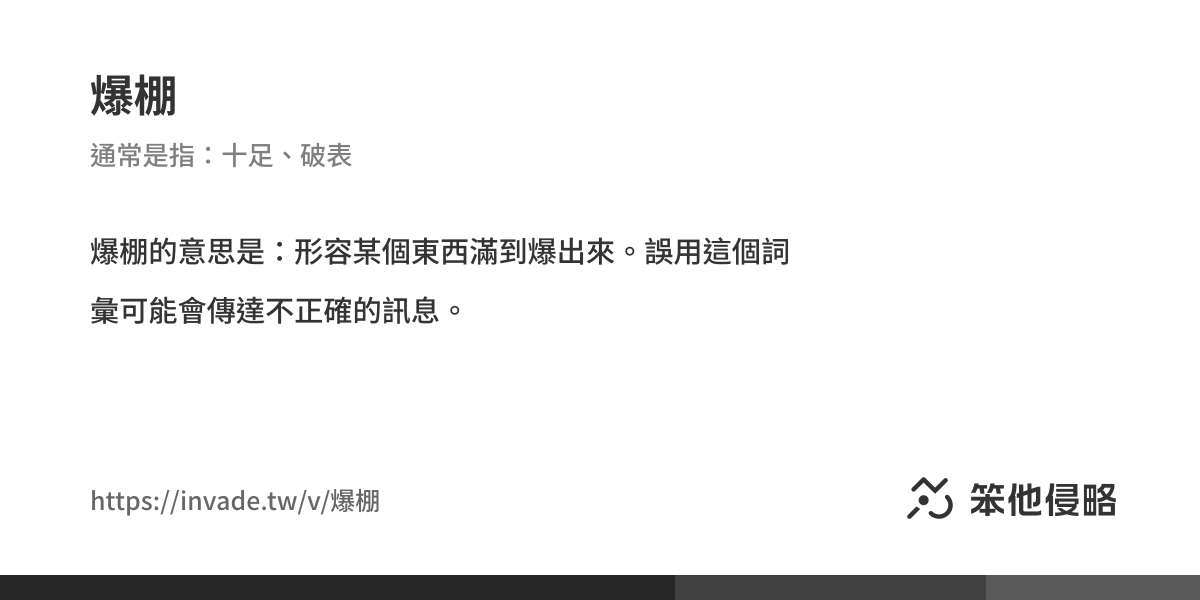 爆棚
通常是指：十足、破表
爆棚的意思是：形容某個東西滿到爆出來。誤用這個詞
彙可能會傳達不正確的訊息。
https://invade.tw/v/爆棚
笨他侵略